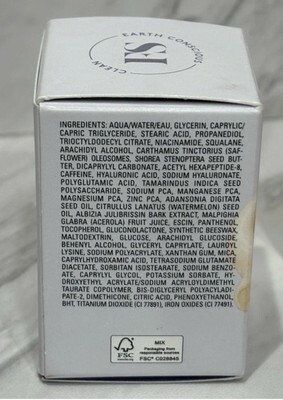 EARTH CONSCIOUS
CLEAN
FS
INGREDIENTS: AQUA/WATER/EAU, GLYCERIN, CAPRYLIC/
CAPRIC TRIGLYCERIDE, STEARIC ACID, PROPANEDIOL,
TRIOCTYLDODECYL CITRATE, NIACINAMIDE, SQUALANE,
ARACHIDYL ALCOHOL, CARTHAMUS TINCTORIUS (SAF-
FLOWER) OLEOSOMES, SHOREA STENOPTERA SEED BUT-
TER, DICAPRYLYL CARBONATE, ACETYL HEXAPEPTIDE-8,
CAFFEINE, HYALURONIC ACID, SODIUM HYALURONATE,
POLYGLUTAMIC ACID, TAMARINDUS INDICA SEED
POLYSACCHARIDE, SODIUM PCA, MANGANESE PCA,
MAGNESIUM PCA, ZINC PCA, ADANSONIA DIGITATA
SEED OIL, CITRULLUS LANATUS (WATERMELON) SEED
OIL, ALBIZIA JULIBRISSIN BARK EXTRACT, MALPIGHIA
GLABRA (ACEROLA) FRUIT JUICE, ESCIN, PANTHENOL,
TOCOPHEROL, GLUCONOLACTONE, SYNTHETIC BEESWAX,
MALTODEXTRIN, GLUCOSE, ARACHIDYL GLUCOSIDE,
BEHENYL ALCOHOL, GLYCERYL CAPRYLATE, LAUROYL
LYSINE, SODIUM POLYACRYLATE, XANTHAN GUM, MICA,
CAPRYLHYDROXAMIC ACID, TETRASODIUM GLUTAMATE
DIACETATE, SORBITAN ISOSTEARATE, SODIUM BENZO-
ATE, CAPRYLYL GLYCOL, POTASSIUM SORBATE, HY-
DROXYETHYL ACRYLATE/SODIUM ACRYLOYLDIMETHYL
TAURATE COPOLYMER, BIS-DIGLYCERYL POLYACYLADI-
PATE-2, DIMETHICONE, CITRIC ACID, PHENOXYETHANOL,
BHT, TITANIUM DIOXIDE (CI 77891), IRON OXIDES (CI 77491).
FSC
www.fsc.org
MIX
Packaging from
responsible sources
FSC® C028845